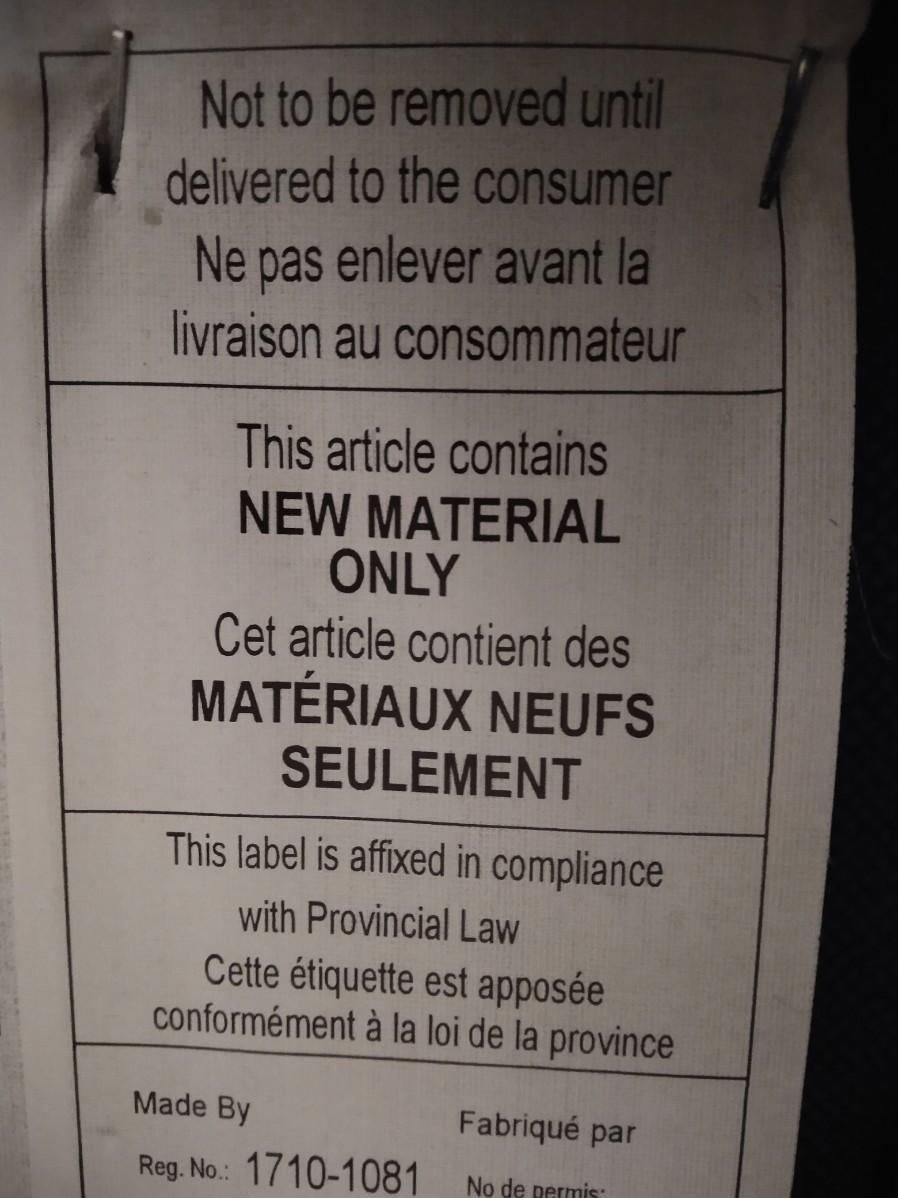 Not to be removed until
delivered to the consumer
Ne pas enlever avant la
livraison au consommateur
This article contains
NEW MATERIAL
ONLY
Cet article contient des
MATÉRIAUX NEUFS
SEULEMENT
This label is affixed in compliance
with Provincial Law
Cette étiquette est apposée
conformément à la loi de la province
Made By
Fabriqué par
Reg. No.: 1710-1081
No de permis: